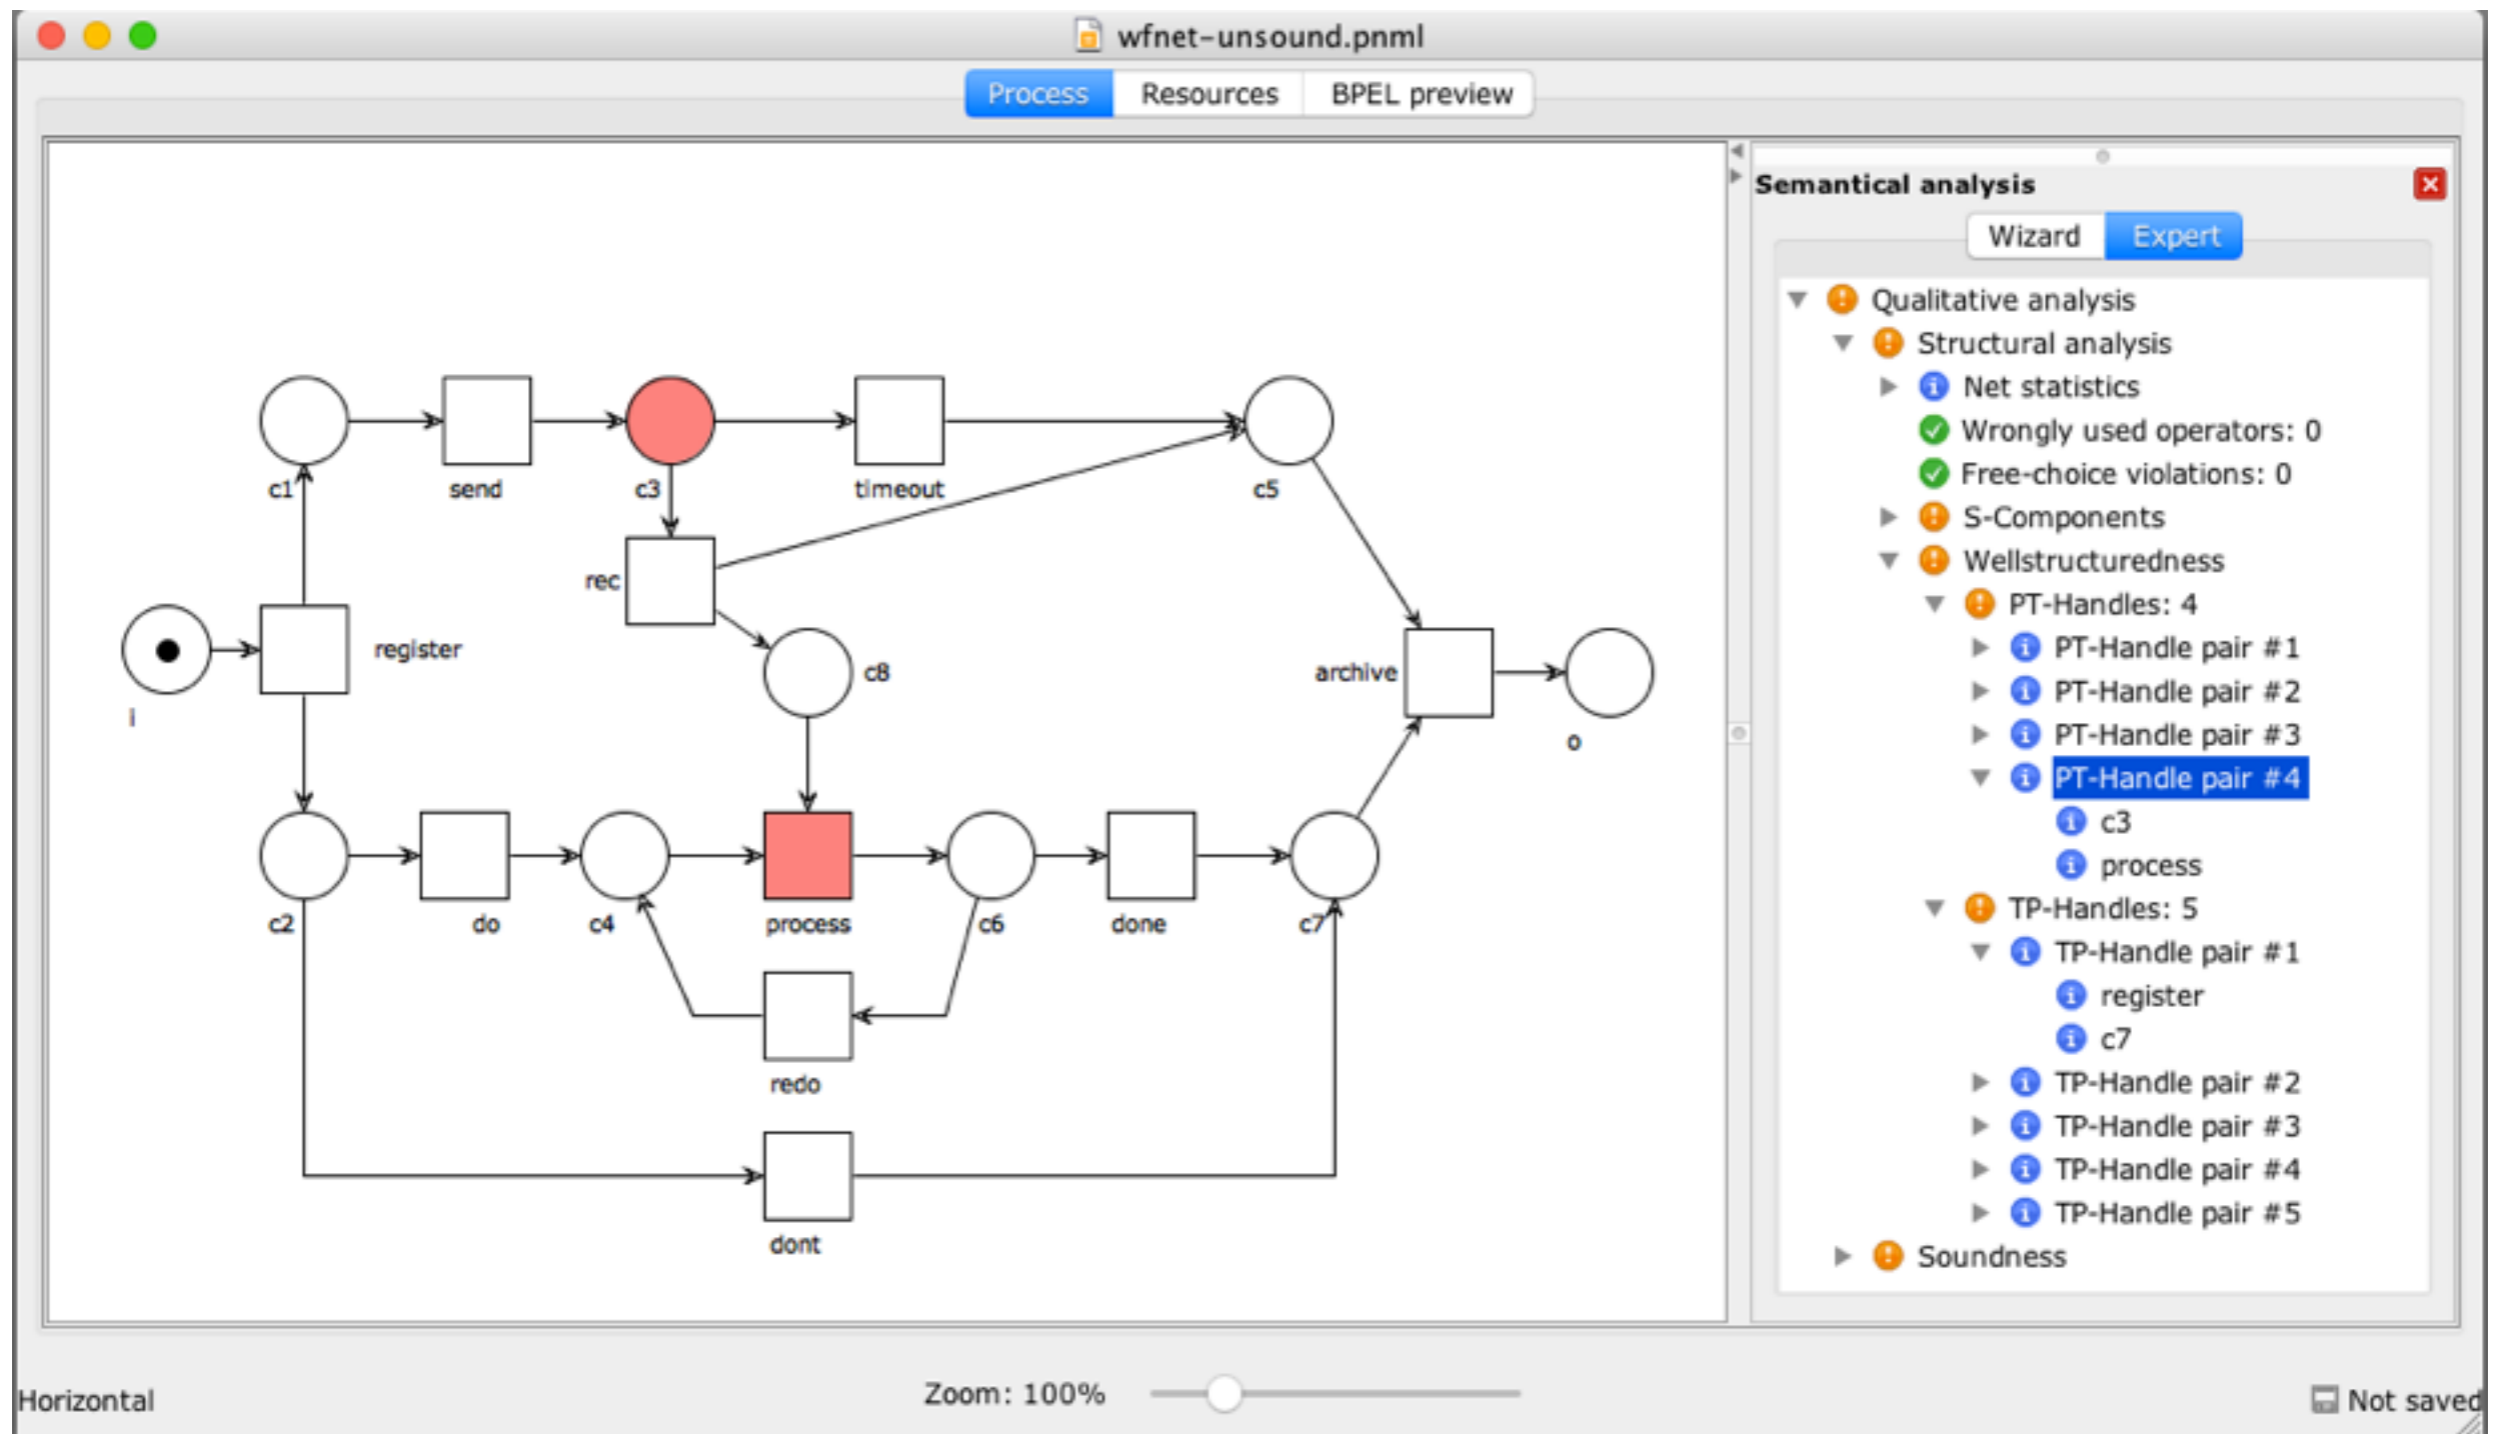 wfnet-unsound.pnml
Process Resources BPEL preview
Semantical analysis
Wizard Expert
Qualitative analysis
Structural analysis
Net statistics
Wrongly used operators: 0
Free-choice violations: 0
S-Components
Wellstructuredness
PT-Handles: 4
PT-Handle pair #1
PT-Handle pair #2
PT-Handle pair #3
PT-Handle pair #4
c3
process
TP-Handles: 5
TP-Handle pair #1
register
c7
TP-Handle pair #2
TP-Handle pair #3
TP-Handle pair #4
TP-Handle pair #5
Soundness
c1 send c3 timeout c5
rec
register
c8
archive
i
o
c2 do c4 process c6 done c7
redo
dont
Horizontal Zoom: 100% Not saved